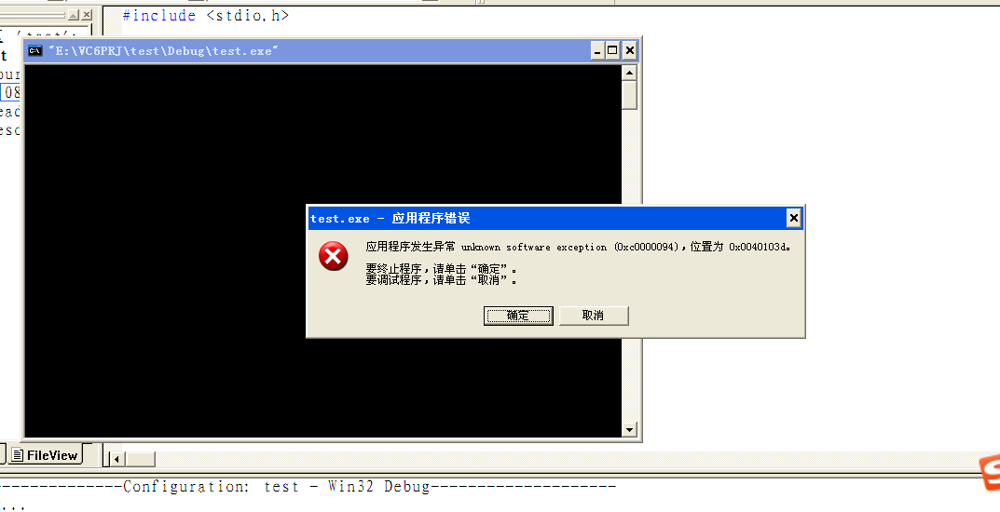 #include <stdio.h>
"E:\VC6PRJ\test\Debug\test.exe"
test.exe - 应用程序错误
应用程序发生异常 unknown software exception (0xc0000094)，位置为 0x0040103d。
要终止程序，请单击“确定”。
要调试程序，请单击“取消”。
确定 取消
FileView
--------------Configuration: test - Win32 Debug--------------------
...